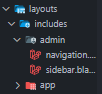 layouts
includes
admin
navigation....
sidebar.bla...
app